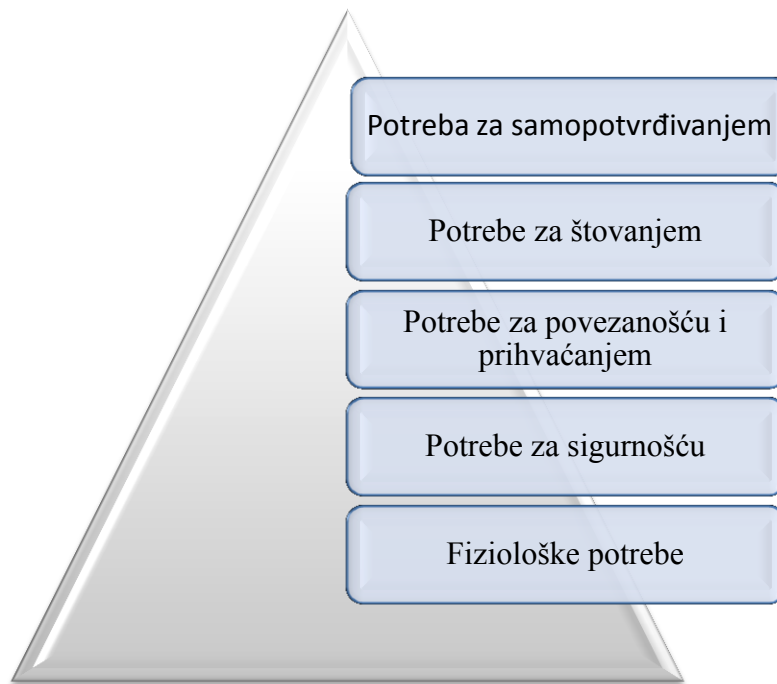 Potreba za samopotvrđivanjem
Potrebe za štovanjem
Potrebe za povezanošću i
prihvaćanjem
Potrebe za sigurnošću
Fiziološke potrebe